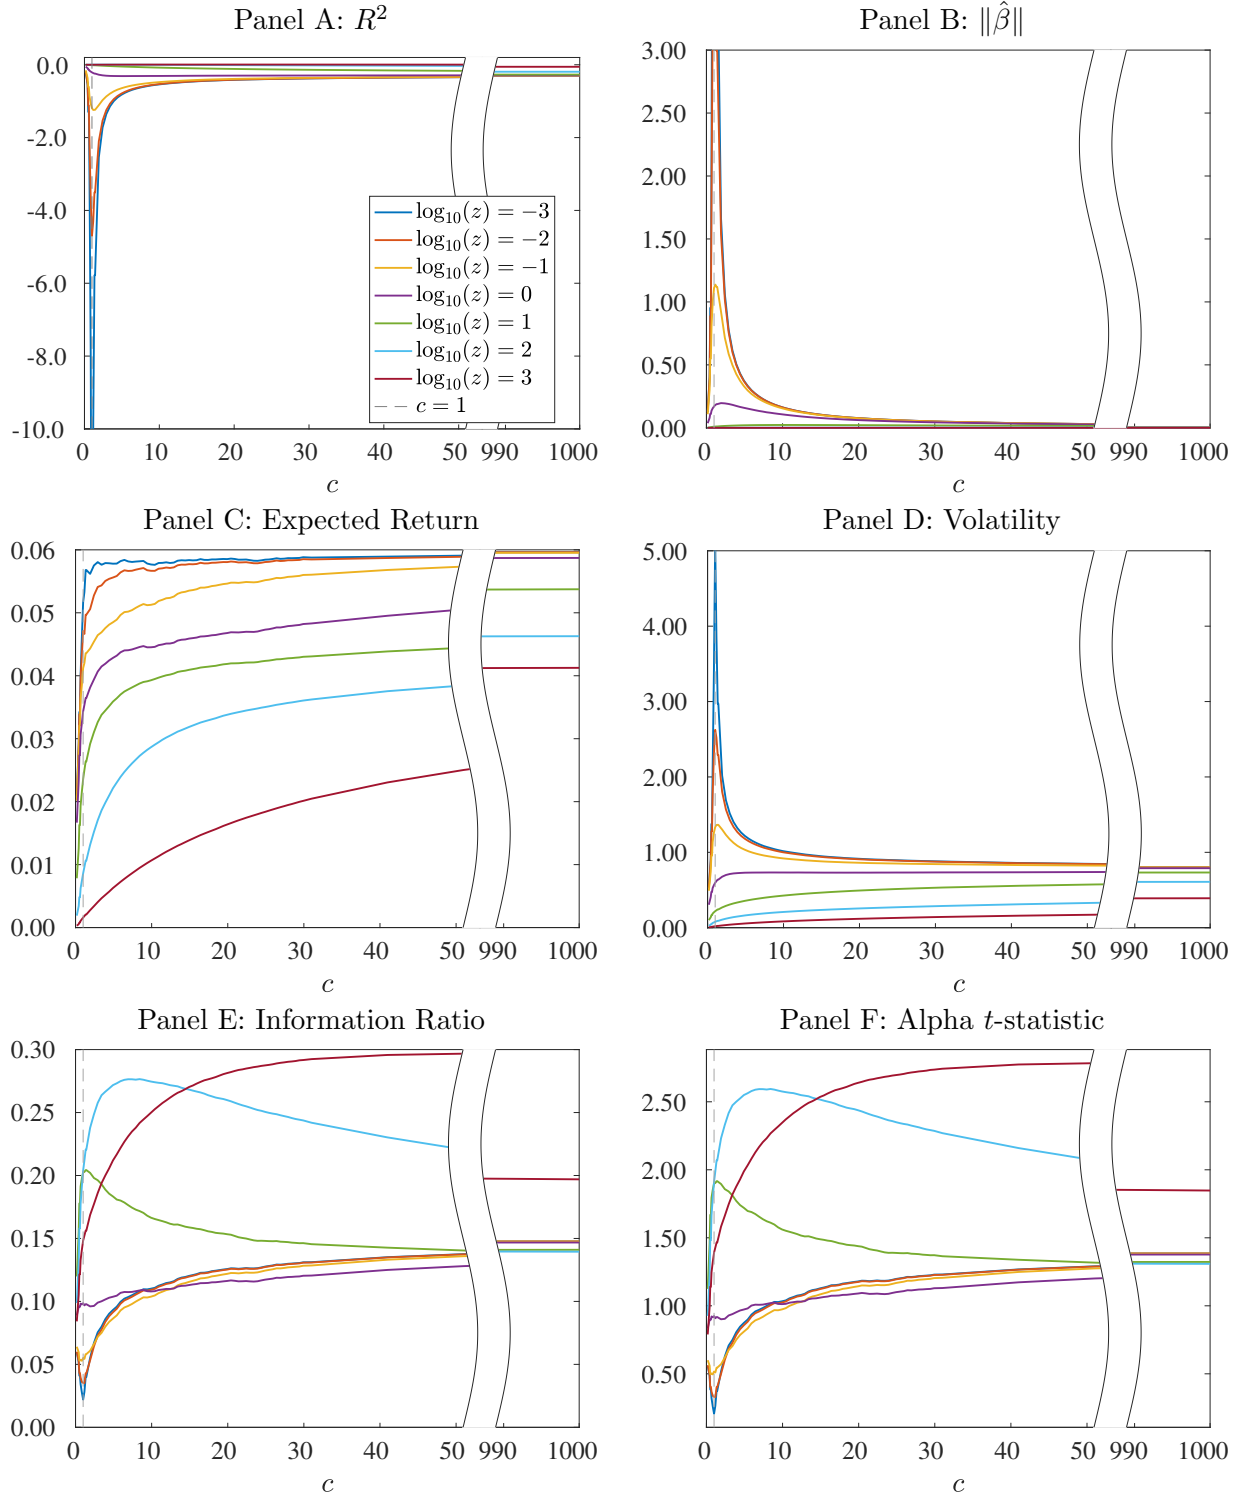 Panel A: R²
0.0
-2.0
-4.0
-6.0
-8.0
-10.0
0 10 20 30 40 50 990 1000
c
log₁₀(z) = −3
log₁₀(z) = −2
log₁₀(z) = −1
log₁₀(z) = 0
log₁₀(z) = 1
log₁₀(z) = 2
log₁₀(z) = 3
c = 1
Panel B: ‖β̂‖
3.00
2.50
2.00
1.50
1.00
0.50
0.00
0 10 20 30 40 50 990 1000
c
Panel C: Expected Return
0.06
0.05
0.04
0.03
0.02
0.01
0.00
0 10 20 30 40 50 990 1000
c
Panel D: Volatility
5.00
4.00
3.00
2.00
1.00
0.00
0 10 20 30 40 50 990 1000
c
Panel E: Information Ratio
0.30
0.25
0.20
0.15
0.10
0.05
0.00
0 10 20 30 40 50 990 1000
c
Panel F: Alpha t-statistic
2.50
2.00
1.50
1.00
0.50
0 10 20 30 40 50 990 1000
c